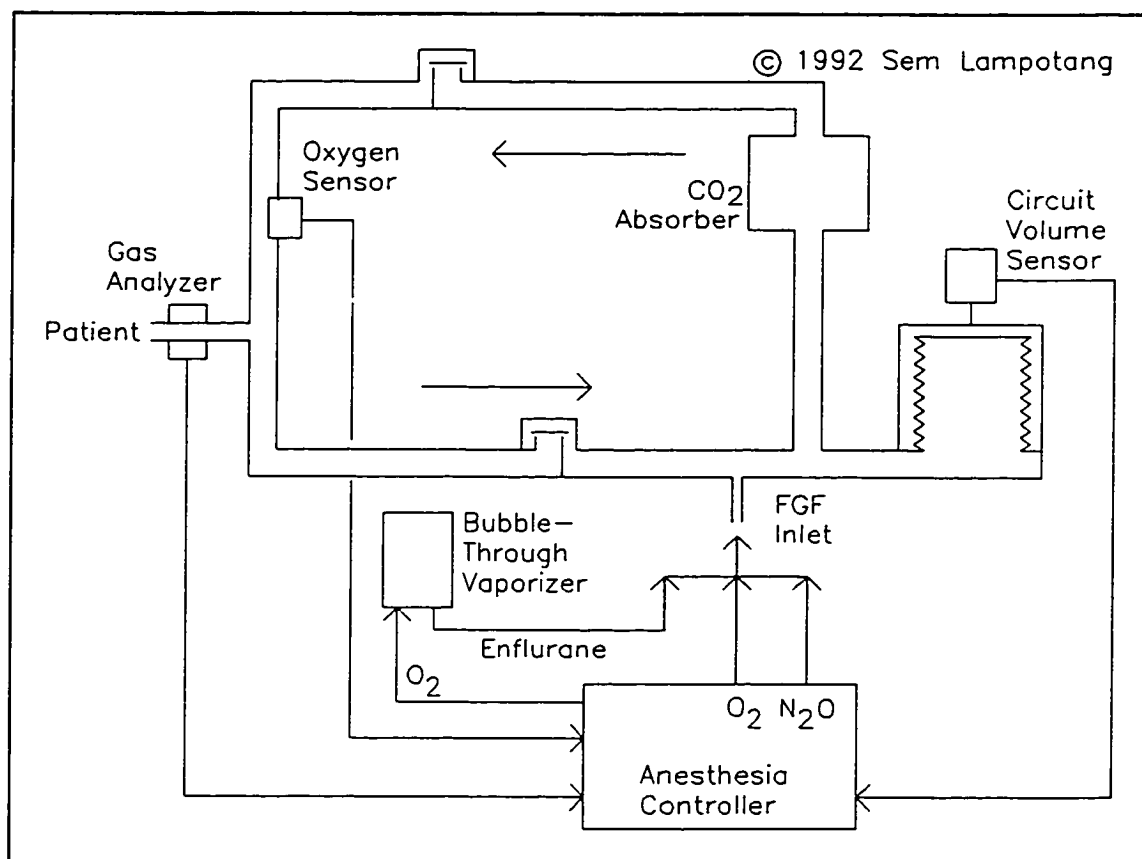 © 1992 Sem Lampotang
Oxygen
Sensor
CO2
Absorber
Circuit
Volume
Sensor
Gas
Analyzer
Patient
FGF
Inlet
Bubble–
Through
Vaporizer
Enflurane
O2
O2 N2O
Anesthesia
Controller